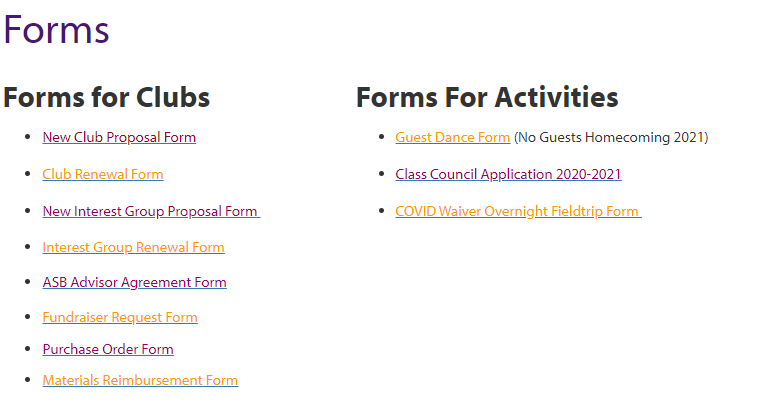 Forms
Forms for Clubs
New Club Proposal Form
Club Renewal Form
New Interest Group Proposal Form
Interest Group Renewal Form
ASB Advisor Agreement Form
Fundraiser Request Form
Purchase Order Form
Materials Reimbursement Form
Forms For Activities
Guest Dance Form (No Guests Homecoming 2021)
Class Council Application 2020-2021
COVID Waiver Overnight Fieldtrip Form